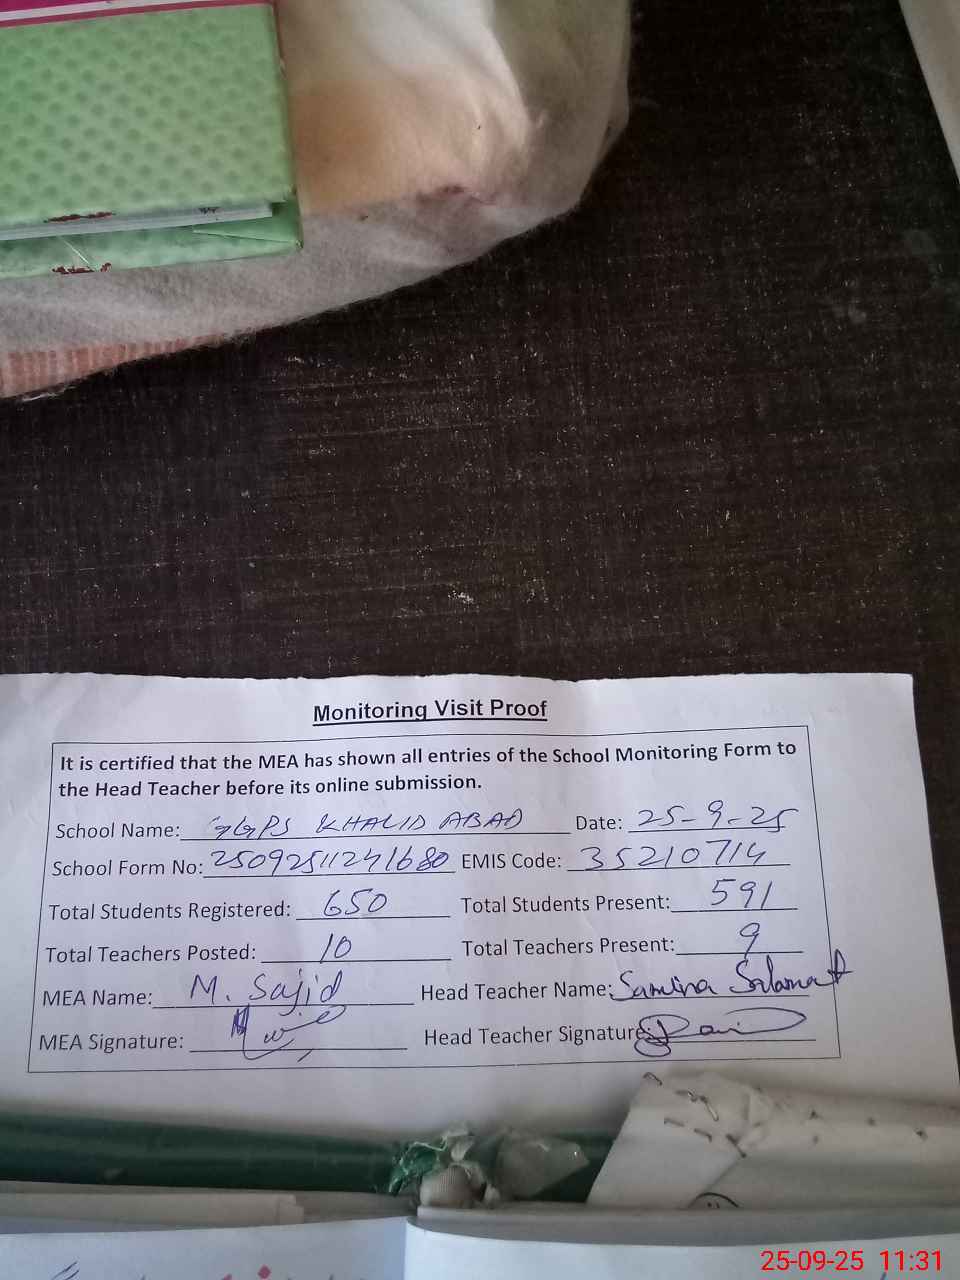 Monitoring Visit Proof
It is certified that the MEA has shown all entries of the School Monitoring Form to
the Head Teacher before its online submission.
School Name: GGPS KHALID ABAD Date: 25-9-25
School Form No: 25092511241680 EMIS Code: 35210714
Total Students Registered: 650 Total Students Present: 591
Total Teachers Posted: 10 Total Teachers Present: 9
MEA Name: M. Sajid Head Teacher Name: Samina Salamat
MEA Signature: Head Teacher Signature:
25-09-25 11:31